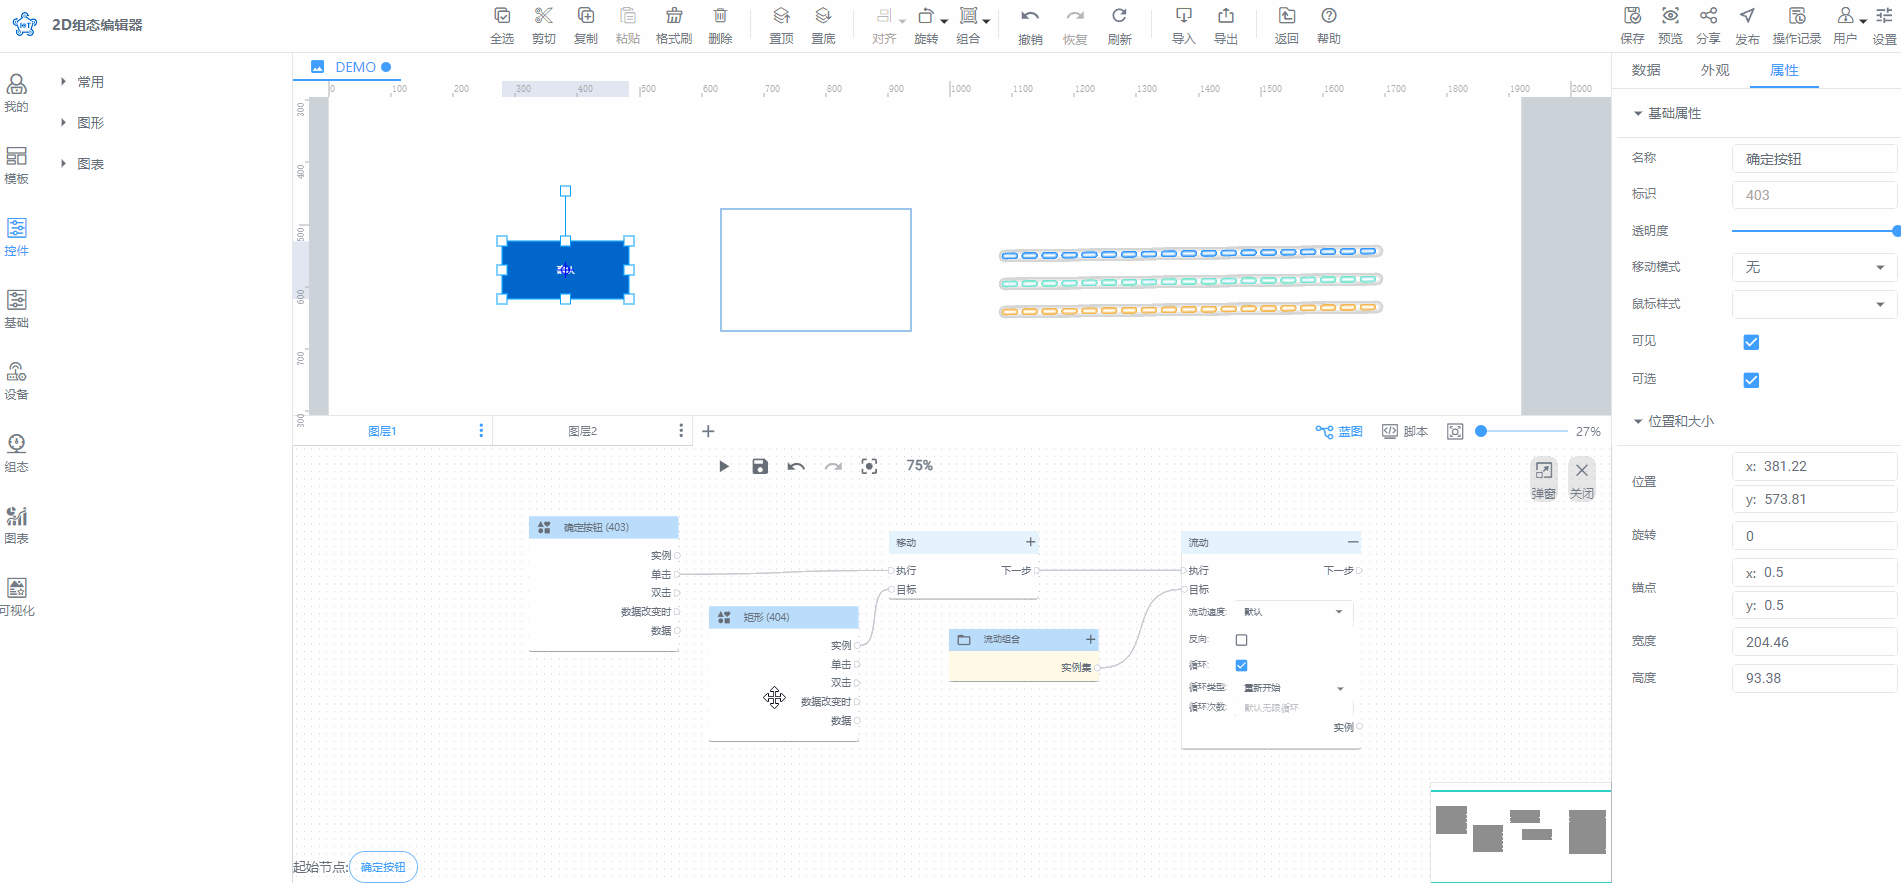 2D组态编辑器
全选 剪切 复制 粘贴 格式刷 删除 置顶 置底 对齐 旋转 组合 撤销 恢复 刷新 导入 导出 返回 帮助
保存 预览 分享 发布 操作记录 用户 设置
我的
模板
控件
基础
设备
组态
图表
可视化
常用
图形
图表
DEMO
0 100 200 300 400 500 600 700 800 900 1000 1100 1200 1300 1400 1500 1600 1700 1800 1900 2000
300
400
500
600
700
图层1 图层2 蓝图 脚本 27%
75% 弹窗 关闭
确定按钮 (403)
实例
单击
双击
数据改变时
数据
矩形 (404)
实例
单击
双击
数据改变时
数据
移动
执行 下一步
目标
流动组合
实例集
流动
执行 下一步
目标
流动速度: 默认
反向:
循环:
循环类型: 重新开始
循环次数: 默认无限循环
实例
起始节点: 确定按钮
数据 外观 属性
基础属性
名称 确定按钮
标识 403
透明度
移动模式 无
鼠标样式
可见
可选
位置和大小
位置 x: 381.22
y: 573.81
旋转 0
锚点 x: 0.5
y: 0.5
宽度 204.46
高度 93.38